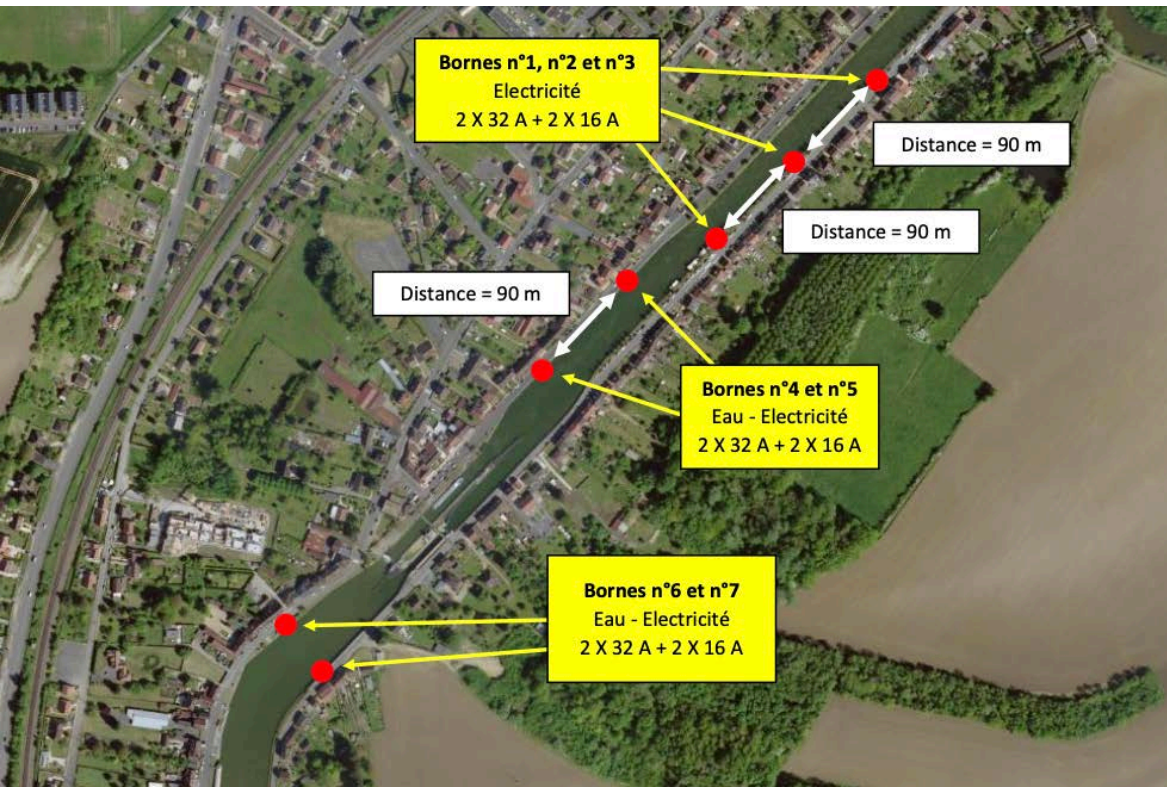 Bornes n°1, n°2 et n°3
Electricité
2 X 32 A + 2 X 16 A
Distance = 90 m
Distance = 90 m
Distance = 90 m
Bornes n°4 et n°5
Eau - Electricité
2 X 32 A + 2 X 16 A
Bornes n°6 et n°7
Eau - Electricité
2 X 32 A + 2 X 16 A